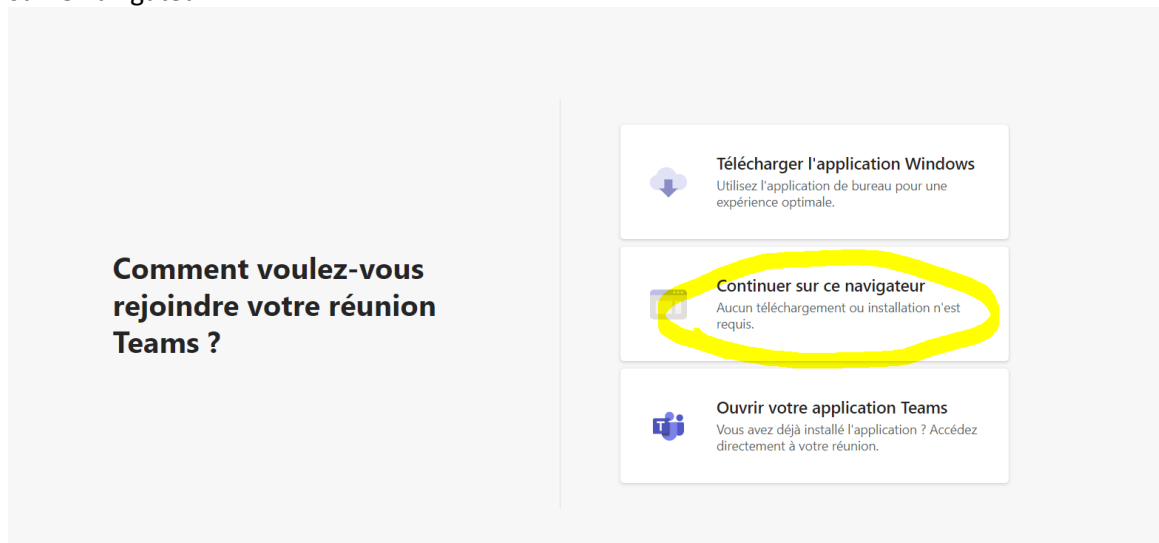 Comment voulez-vous
rejoindre votre réunion
Teams ?
Télécharger l'application Windows
Utilisez l'application de bureau pour une
expérience optimale.
Continuer sur ce navigateur
Aucun téléchargement ou installation n'est
requis.
Ouvrir votre application Teams
Vous avez déjà installé l'application ? Accédez
directement à votre réunion.